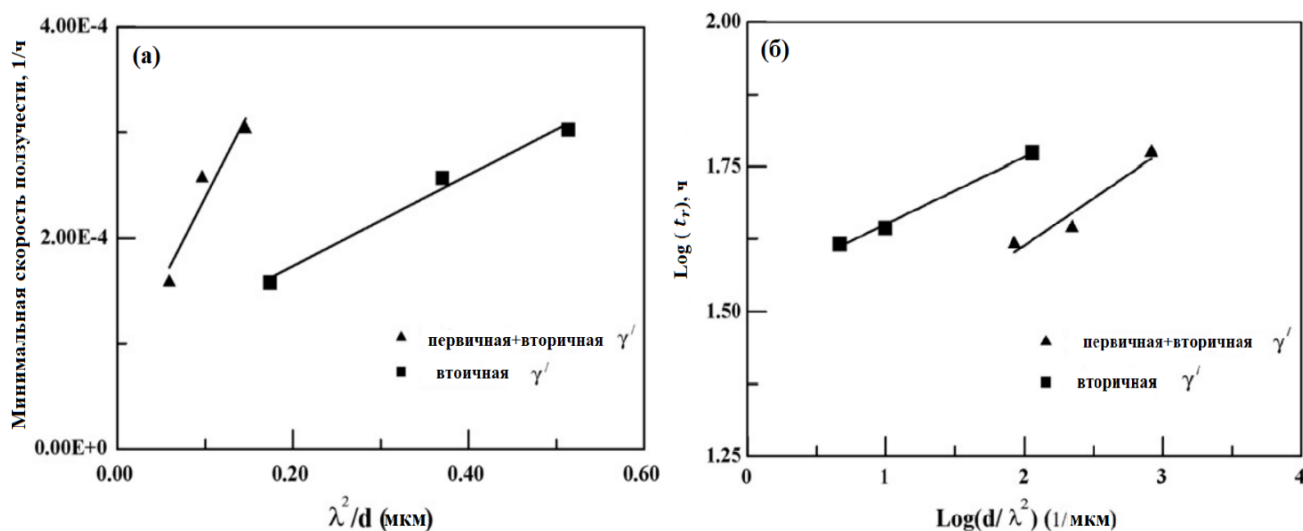 4.00E-4
(а)
Минимальная скорость ползучести, 1/ч
2.00E-4
▲ первичная+вторичная γ′
■ втоичная γ′
0.00E+0
0.00 0.20 0.40 0.60
λ²/d (мкм)
2.00
(б)
1.75
Log (tᵣ), ч
1.50
▲ первичная+вторичная γ′
■ вторичная γ′
1.25
0 1 2 3 4
Log(d/λ²) (1/мкм)